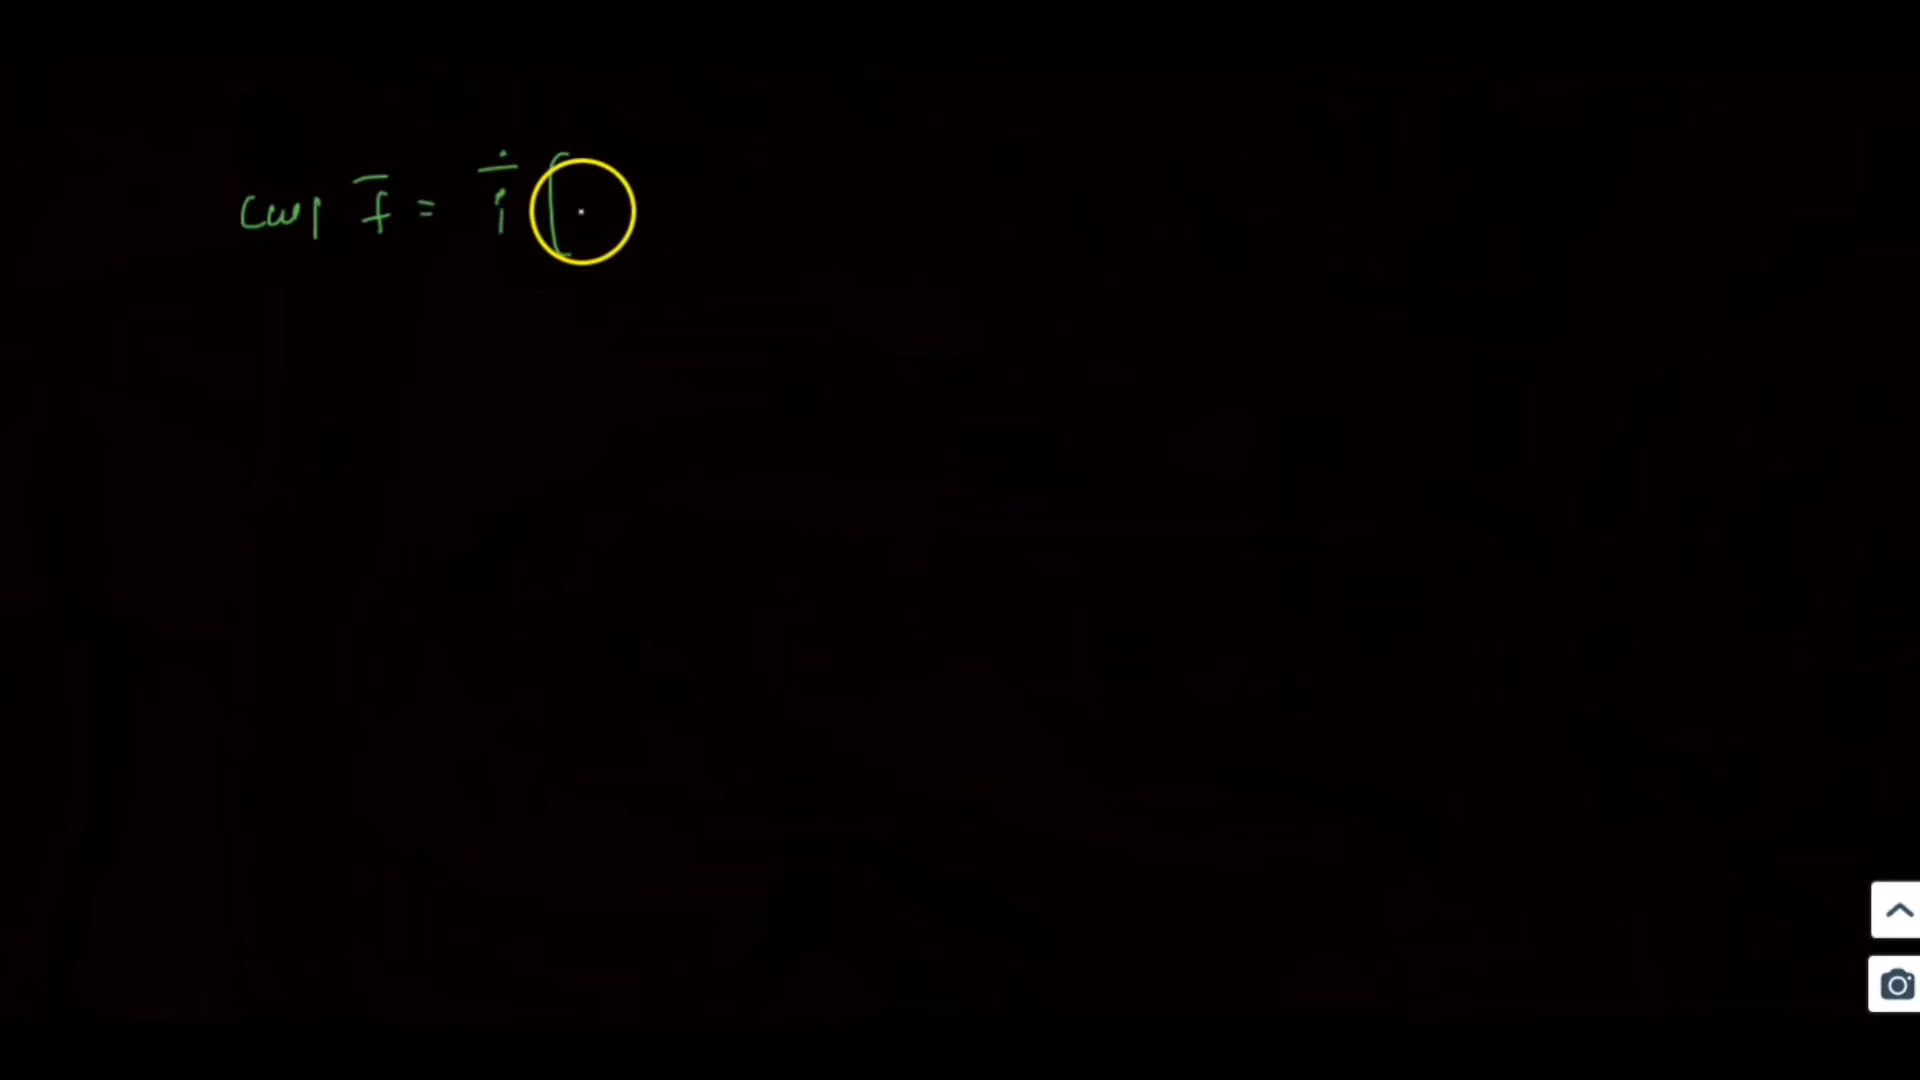 curl f̅ = i̅ [